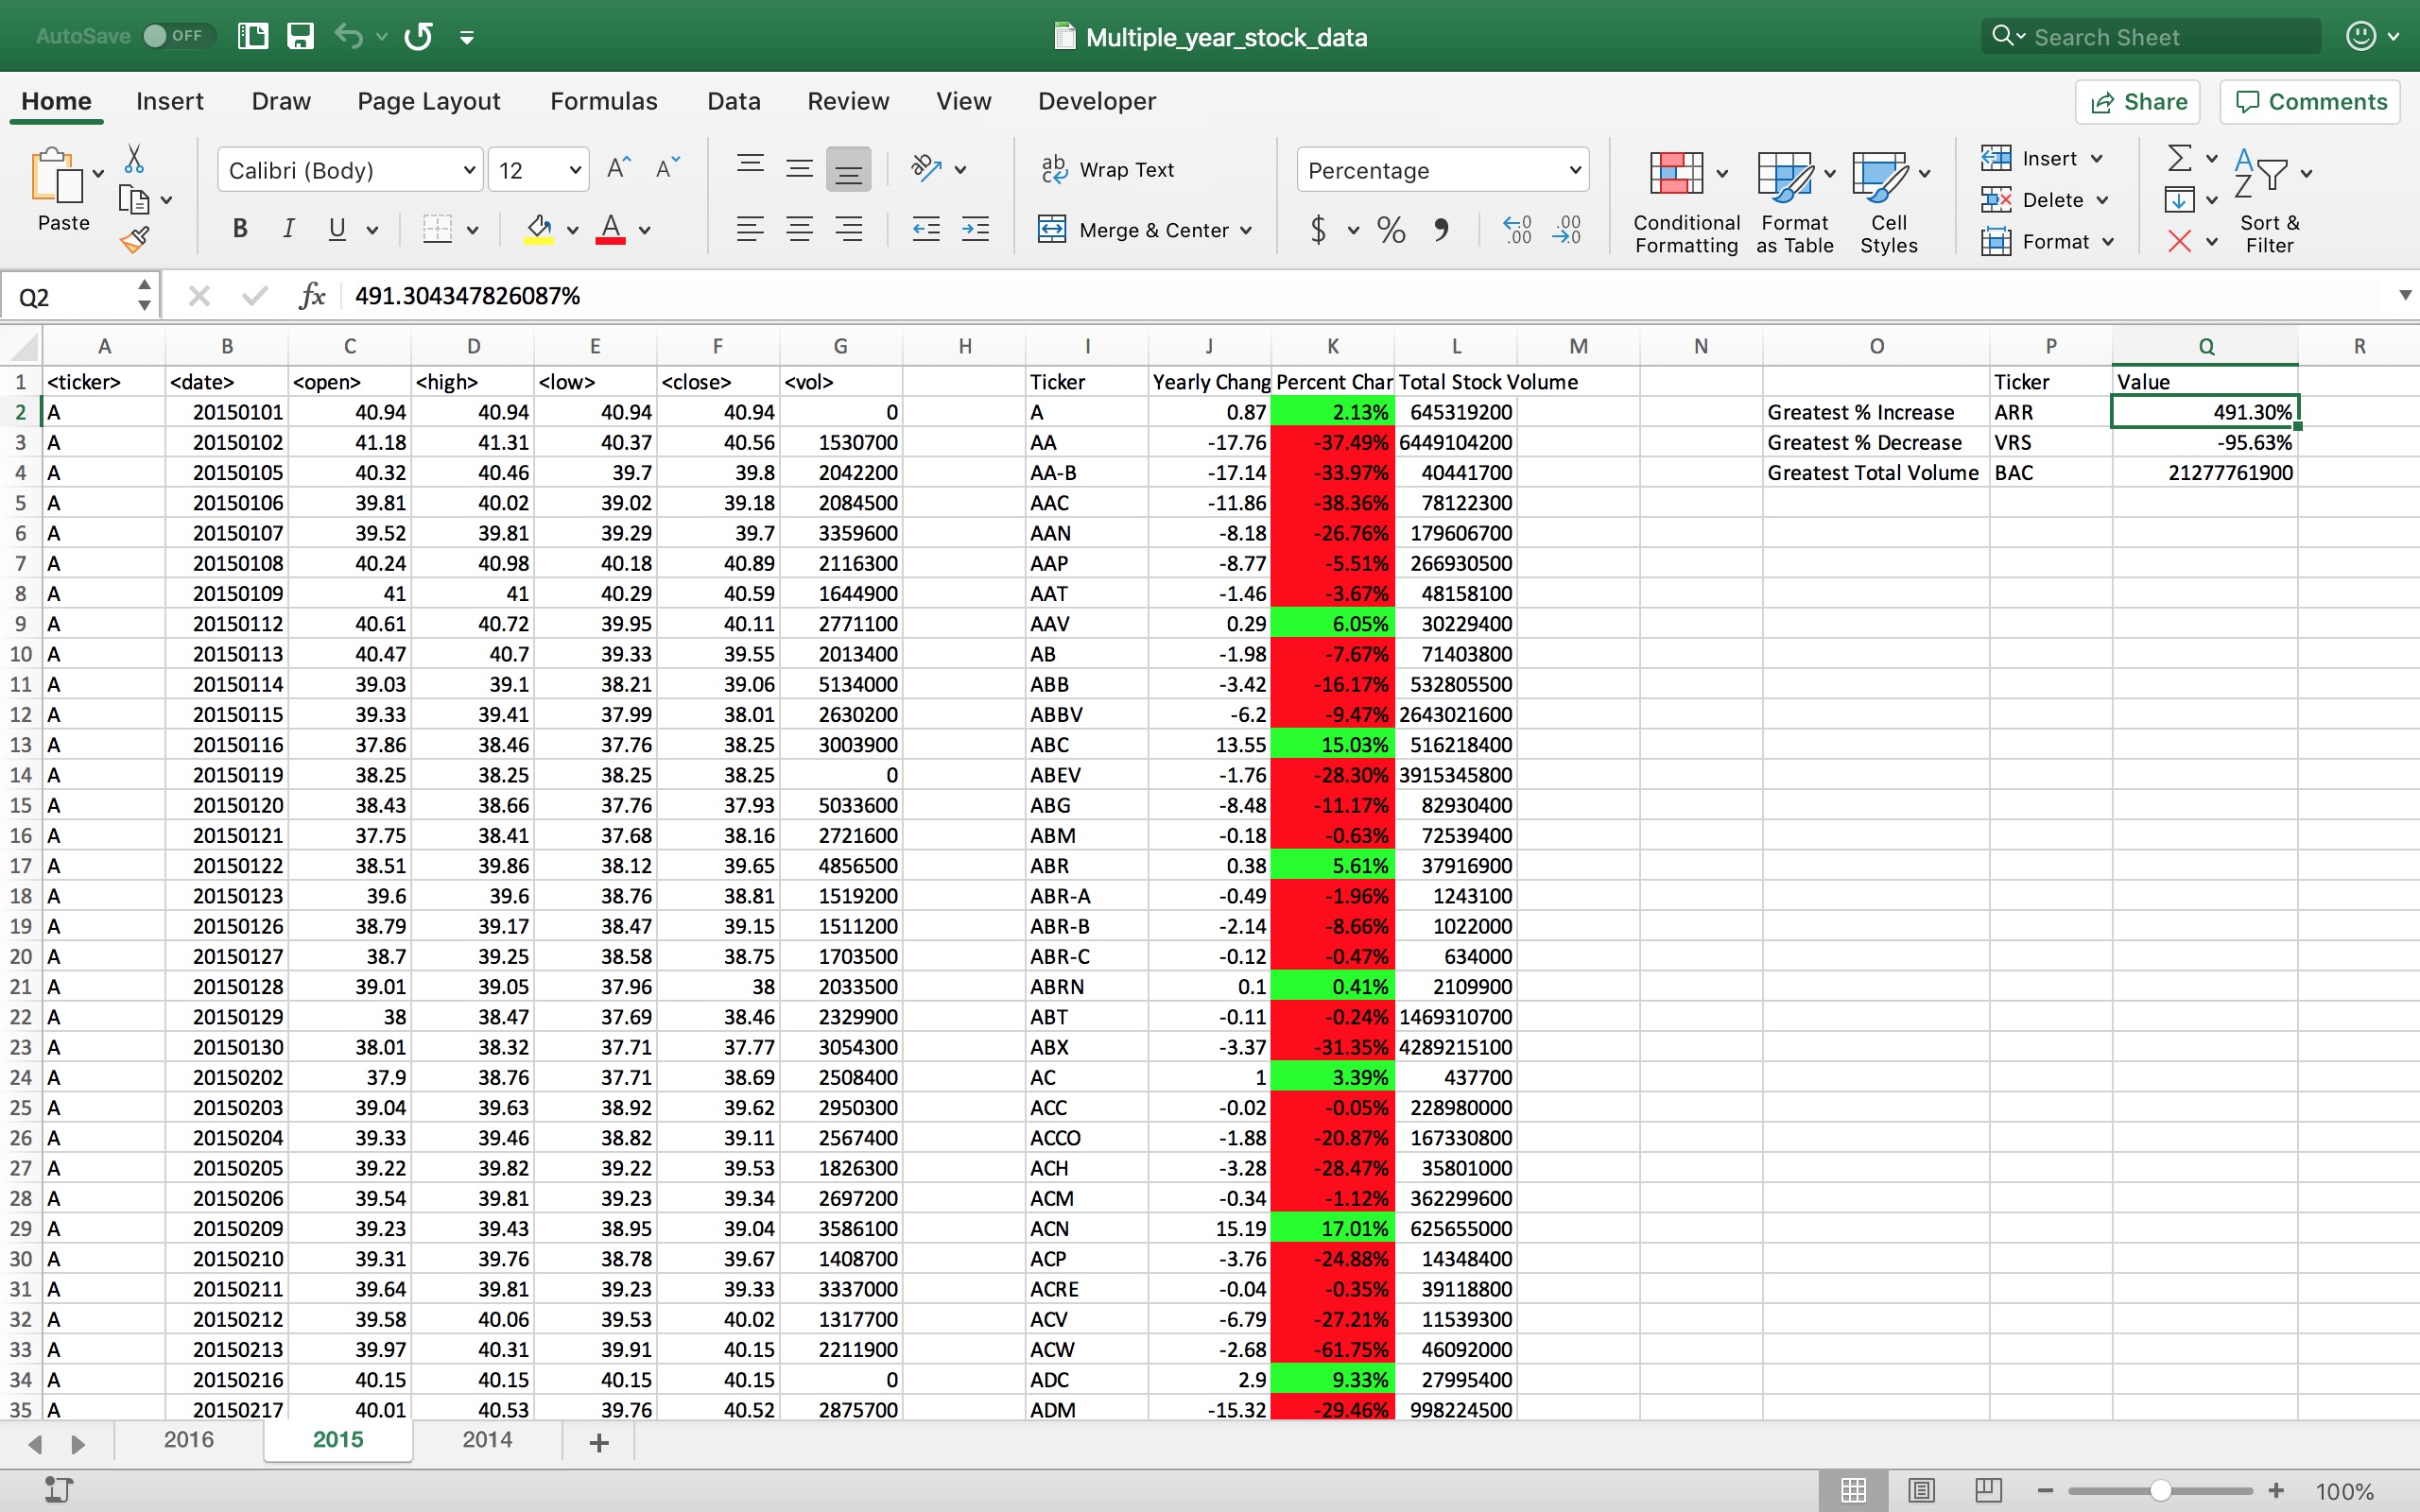 AutoSave OFF Multiple_year_stock_data Search Sheet
Home Insert Draw Page Layout Formulas Data Review View Developer Share Comments
Paste Calibri (Body) 12 A A ab Wrap Text Percentage Conditional Formatting Format as Table Cell Styles Insert Delete Format Sort & Filter
B I U A Merge & Center $ % .00 .00
Q2 fx 491.304347826087%
A B C D E F G H I J K L M N O P Q R
1 <ticker> <date> <open> <high> <low> <close> <vol> Ticker Yearly Chang Percent Char Total Stock Volume Ticker Value
2 A 20150101 40.94 40.94 40.94 40.94 0 A 0.87 2.13% 645319200 Greatest % Increase ARR 491.30%
3 A 20150102 41.18 41.31 40.37 40.56 1530700 AA -17.76 -37.49% 6449104200 Greatest % Decrease VRS -95.63%
4 A 20150105 40.32 40.46 39.7 39.8 2042200 AA-B -17.14 -33.97% 40441700 Greatest Total Volume BAC 21277761900
5 A 20150106 39.81 40.02 39.02 39.18 2084500 AAC -11.86 -38.36% 78122300
6 A 20150107 39.52 39.81 39.29 39.7 3359600 AAN -8.18 -26.76% 179606700
7 A 20150108 40.24 40.98 40.18 40.89 2116300 AAP -8.77 -5.51% 266930500
8 A 20150109 41 41 40.29 40.59 1644900 AAT -1.46 -3.67% 48158100
9 A 20150112 40.61 40.72 39.95 40.11 2771100 AAV 0.29 6.05% 30229400
10 A 20150113 40.47 40.7 39.33 39.55 2013400 AB -1.98 -7.67% 71403800
11 A 20150114 39.03 39.1 38.21 39.06 5134000 ABB -3.42 -16.17% 532805500
12 A 20150115 39.33 39.41 37.99 38.01 2630200 ABBV -6.2 -9.47% 2643021600
13 A 20150116 37.86 38.46 37.76 38.25 3003900 ABC 13.55 15.03% 516218400
14 A 20150119 38.25 38.25 38.25 38.25 0 ABEV -1.76 -28.30% 3915345800
15 A 20150120 38.43 38.66 37.76 37.93 5033600 ABG -8.48 -11.17% 82930400
16 A 20150121 37.75 38.41 37.68 38.16 2721600 ABM -0.18 -0.63% 72539400
17 A 20150122 38.51 39.86 38.12 39.65 4856500 ABR 0.38 5.61% 37916900
18 A 20150123 39.6 39.6 38.76 38.81 1519200 ABR-A -0.49 -1.96% 1243100
19 A 20150126 38.79 39.17 38.47 39.15 1511200 ABR-B -2.14 -8.66% 1022000
20 A 20150127 38.7 39.25 38.58 38.75 1703500 ABR-C -0.12 -0.47% 634000
21 A 20150128 39.01 39.05 37.96 38 2033500 ABRN 0.1 0.41% 2109900
22 A 20150129 38 38.47 37.69 38.46 2329900 ABT -0.11 -0.24% 1469310700
23 A 20150130 38.01 38.32 37.71 37.77 3054300 ABX -3.37 -31.35% 4289215100
24 A 20150202 37.9 38.76 37.71 38.69 2508400 AC 1 3.39% 437700
25 A 20150203 39.04 39.63 38.92 39.62 2950300 ACC -0.02 -0.05% 228980000
26 A 20150204 39.33 39.46 38.82 39.11 2567400 ACCO -1.88 -20.87% 167330800
27 A 20150205 39.22 39.82 39.22 39.53 1826300 ACH -3.28 -28.47% 35801000
28 A 20150206 39.54 39.81 39.23 39.34 2697200 ACM -0.34 -1.12% 362299600
29 A 20150209 39.23 39.43 38.95 39.04 3586100 ACN 15.19 17.01% 625655000
30 A 20150210 39.31 39.76 38.78 39.67 1408700 ACP -3.76 -24.88% 14348400
31 A 20150211 39.64 39.81 39.23 39.33 3337000 ACRE -0.04 -0.35% 39118800
32 A 20150212 39.58 40.06 39.53 40.02 1317700 ACV -6.79 -27.21% 11539300
33 A 20150213 39.97 40.31 39.91 40.15 2211900 ACW -2.68 -61.75% 46092000
34 A 20150216 40.15 40.15 40.15 40.15 0 ADC 2.9 9.33% 27995400
35 A 20150217 40.01 40.53 39.76 40.52 2875700 ADM -15.32 -29.46% 998224500
2016 2015 2014 +
100%